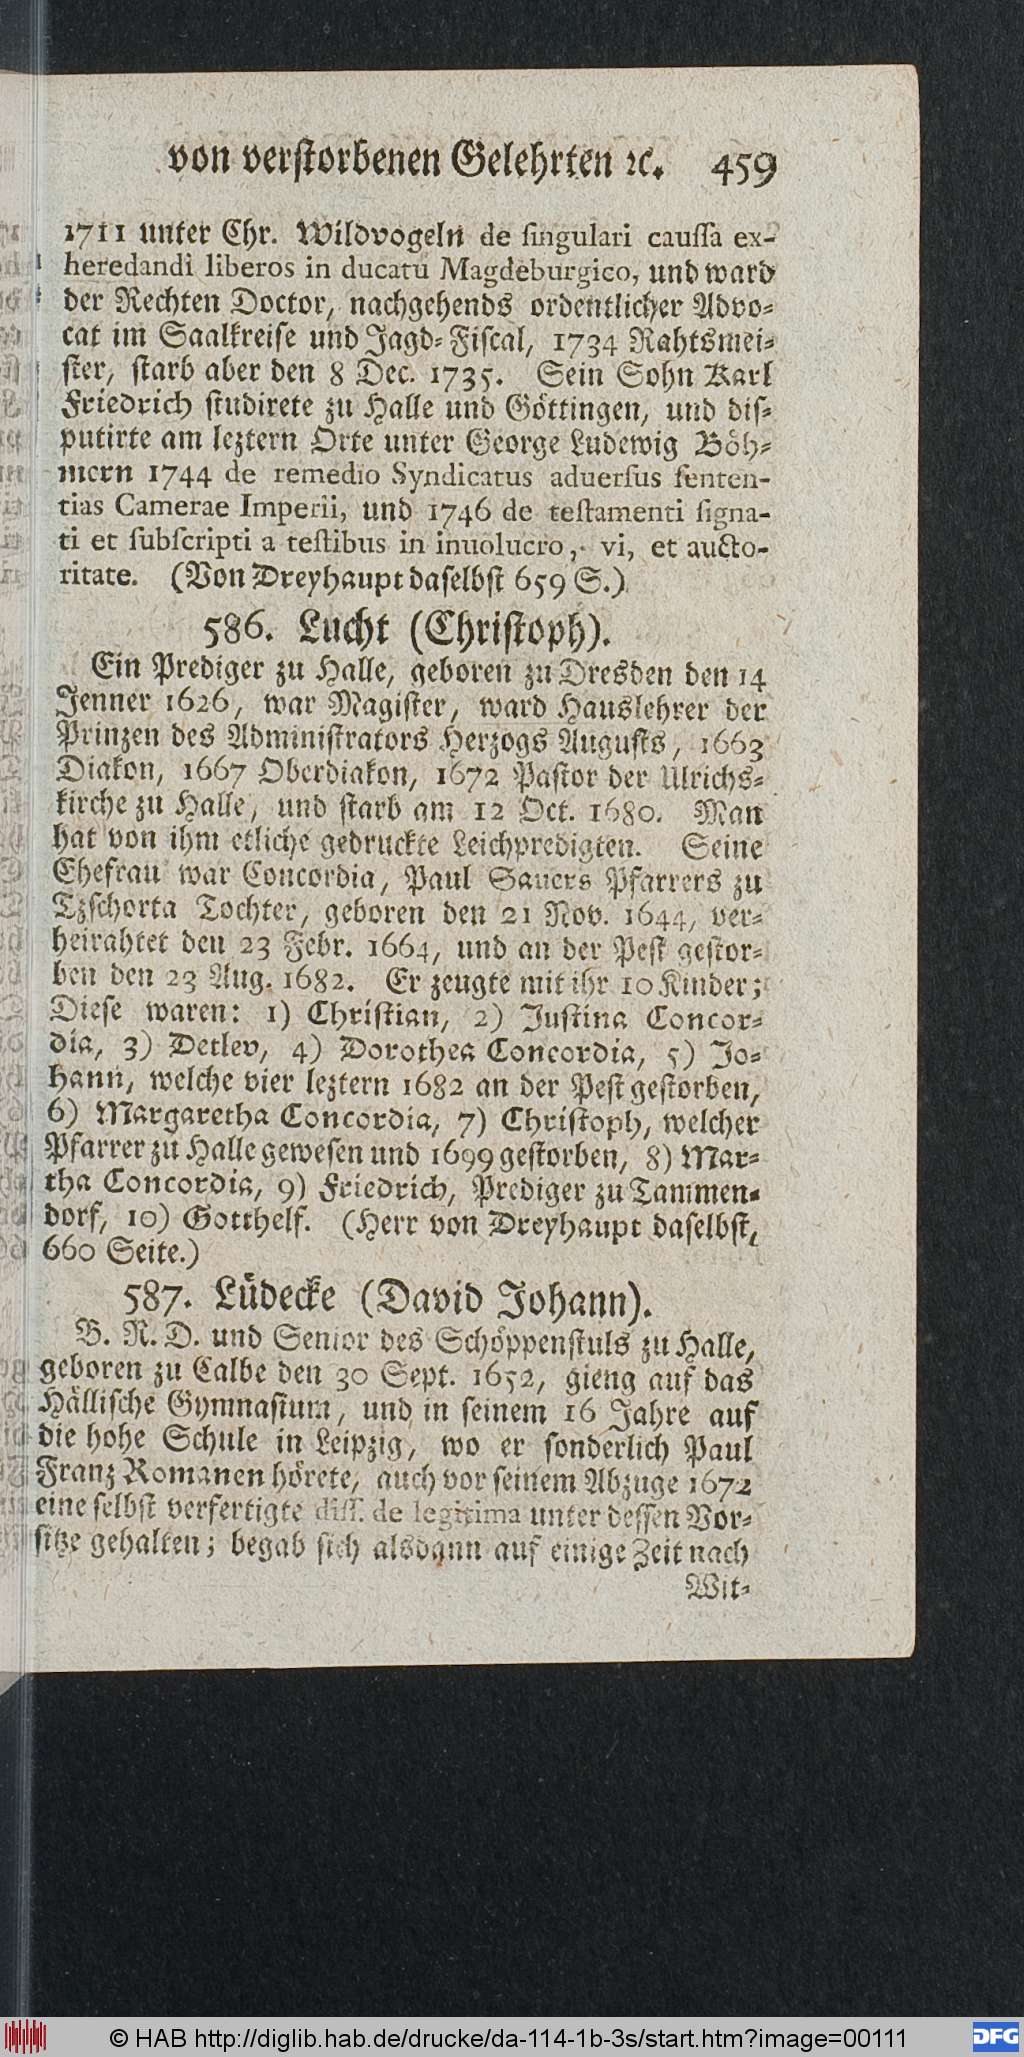 von verstorbenen Gelehrten ꝛc. 459
1711 unter Chr. Wildvogeln de singulari caussa ex-
heredandi liberos in ducatu Magdeburgico, und ward
der Rechten Doctor, nachgehends ordentlicher Advo-
cat im Saalkreise und Jagd-Fiscal, 1734 Rahtsmei-
ster, starb aber den 8 Dec. 1735. Sein Sohn Karl
Friedrich studirete zu Halle und Göttingen, und dis-
putirte am leztern Orte unter George Ludewig Böh-
mern 1744 de remedio Syndicatus aduersus senten-
tias Camerae Imperii, und 1746 de testamenti signa-
ti et subscripti a testibus in inuolucro, vi, et aucto-
ritate. (Von Dreyhaupt daselbst 659 S.)
586. Lucht (Christoph).
Ein Prediger zu Halle, geboren zu Dresden den 14
Jenner 1626, war Magister, ward Hauslehrer der
Prinzen des Administrators Herzogs Augusts, 1663
Diakon, 1667 Oberdiakon, 1672 Pastor der Ulrichs-
kirche zu Halle, und starb am 12 Oct. 1680. Man
hat von ihm etliche gedruckte Leichpredigten. Seine
Ehefrau war Concordia, Paul Sauers Pfarrers zu
Tzschorta Tochter, geboren den 21 Nov. 1644, ver-
heirahtet den 23 Febr. 1664, und an der Pest gestor-
ben den 23 Aug. 1682. Er zeugte mit ihr 10 Kinder;
Diese waren: 1) Christian, 2) Justina Concor-
dia, 3) Detlev, 4) Dorothea Concordia, 5) Jo-
hann, welche vier leztern 1682 an der Pest gestorben,
6) Margaretha Concordia, 7) Christoph, welcher
Pfarrer zu Halle gewesen und 1699 gestorben, 8) Mar-
tha Concordia, 9) Friedrich, Prediger zu Tammen-
dorf, 10) Gotthelf. (Herr von Dreyhaupt daselbst,
660 Seite.)
587. Lüdecke (David Johann).
B. R. D. und Senior des Schöppenstuls zu Halle,
geboren zu Calbe den 30 Sept. 1652, gieng auf das
Hällische Gymnasium, und in seinem 16 Jahre auf
die hohe Schule in Leipzig, wo er sonderlich Paul
Franz Romanen hörete, auch vor seinem Abzuge 1672
eine selbst verfertigte diss. de legitima unter dessen Vor-
sitze gehalten; begab sich alsdann auf einige Zeit nach
Wit-
© HAB http://diglib.hab.de/drucke/da-114-1b-3s/start.htm?image=00111
DFG